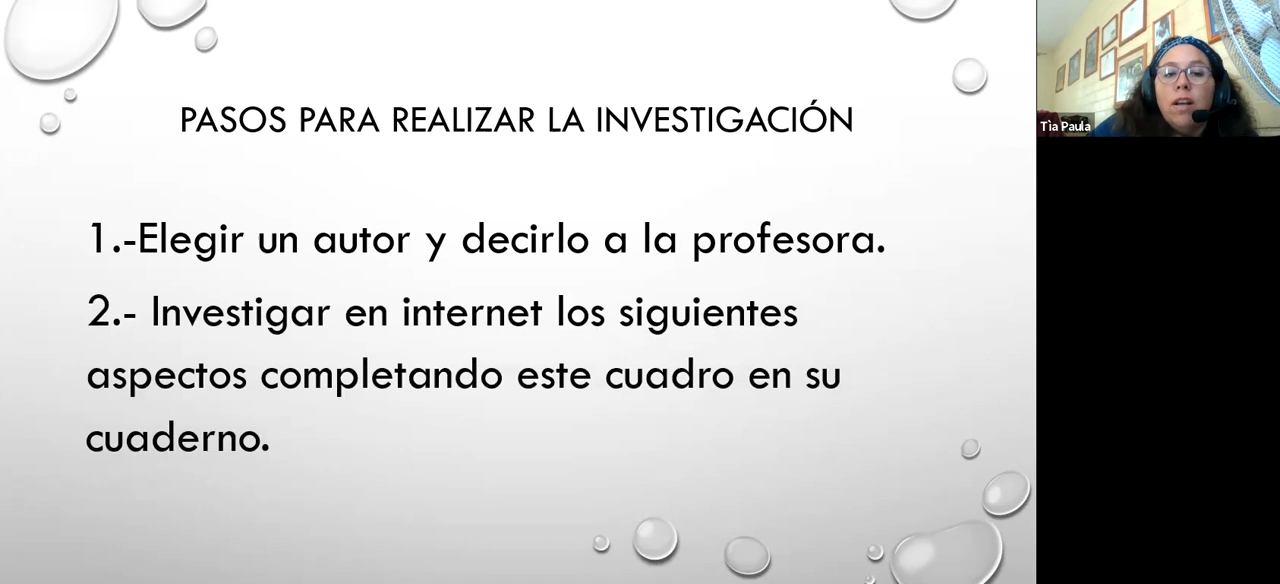 PASOS PARA REALIZAR LA INVESTIGACIÓN
1.-Elegir un autor y decirlo a la profesora.
2.- Investigar en internet los siguientes
aspectos completando este cuadro en su
cuaderno.
Tìa Paula